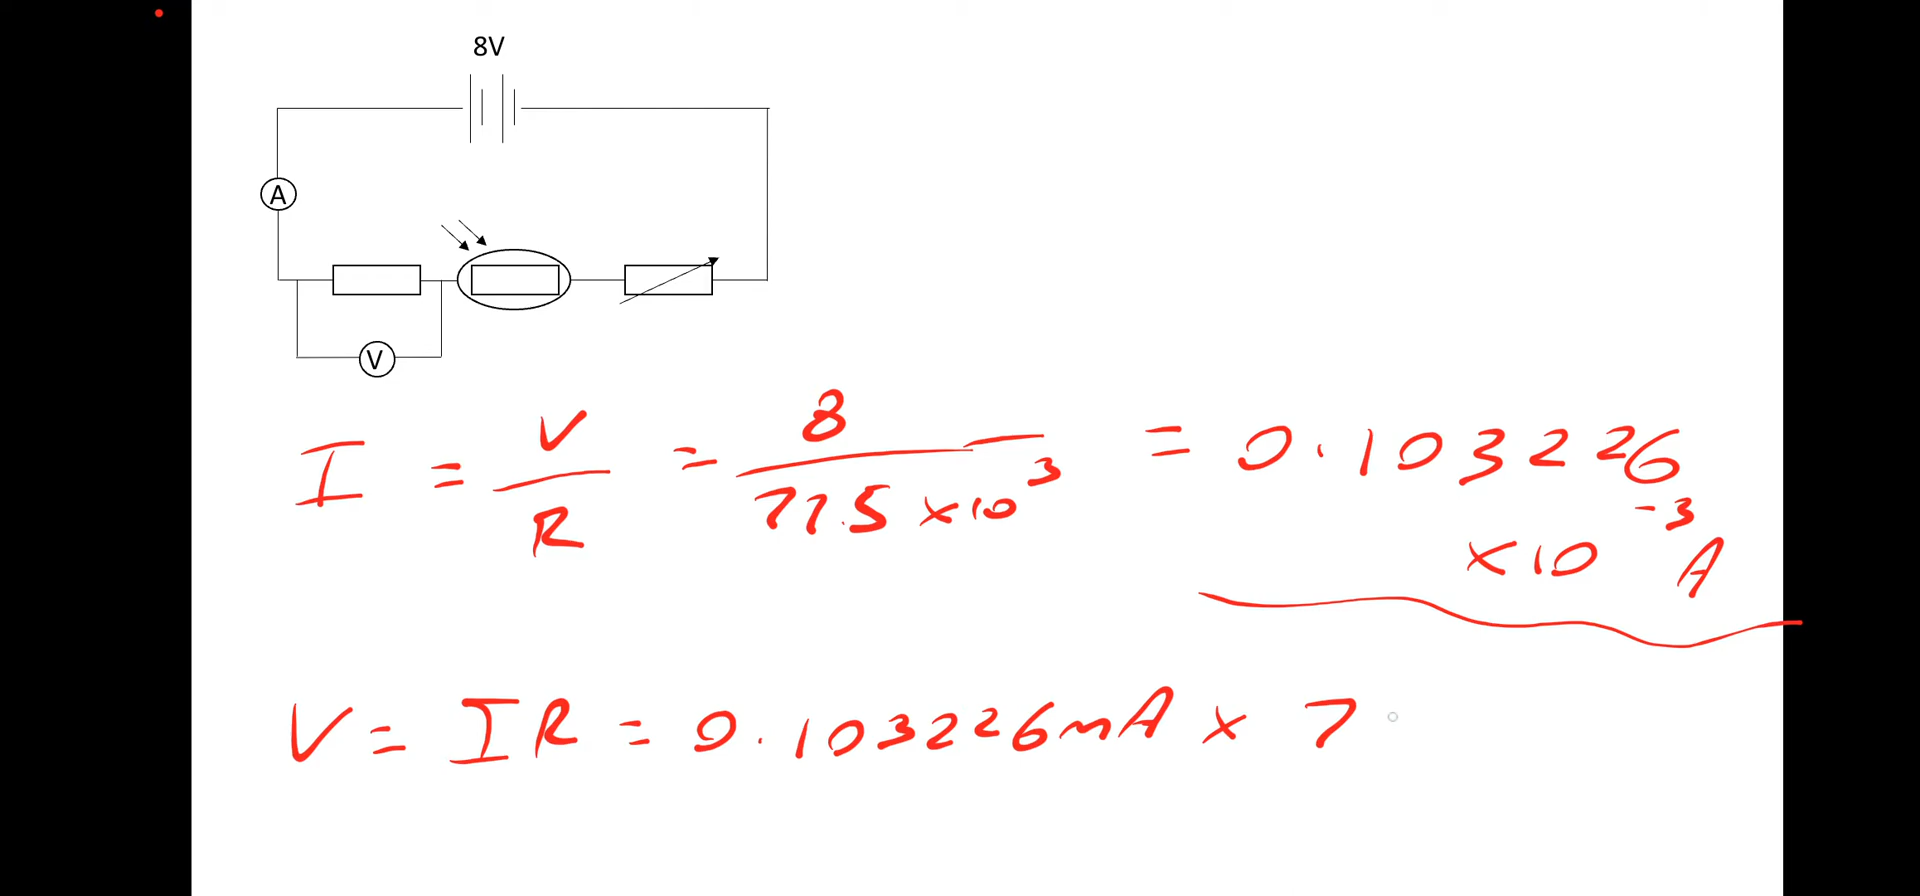 8V
A
V
I = V/R = 8/(77.5 × 10³) = 0.103226
× 10⁻³ A
V = IR = 0.103226mA × 7